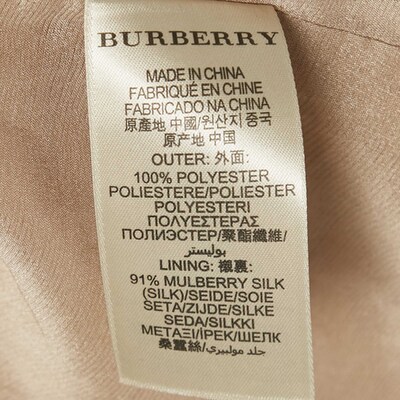 BURBERRY
MADE IN CHINA
FABRIQUÉ EN CHINE
FABRICADO NA CHINA
原產地 中國/원산지 중국
原产地 中国
OUTER: 外面:
100% POLYESTER
POLIESTERE/POLIESTER
POLYESTERI
ΠΟΛΥΕΣΤΕΡΑΣ
ПОЛИЭСТЕР/聚酯纖維/
بوليستر
LINING: 襯裏:
91% MULBERRY SILK
(SILK)/SEIDE/SOIE
SETA/ZIJDE/SILKE
SEDA/SILKKI
ΜΕΤΑΞΙ/İPEK/ШЕЛК
桑蠶絲/جلد مولبيري